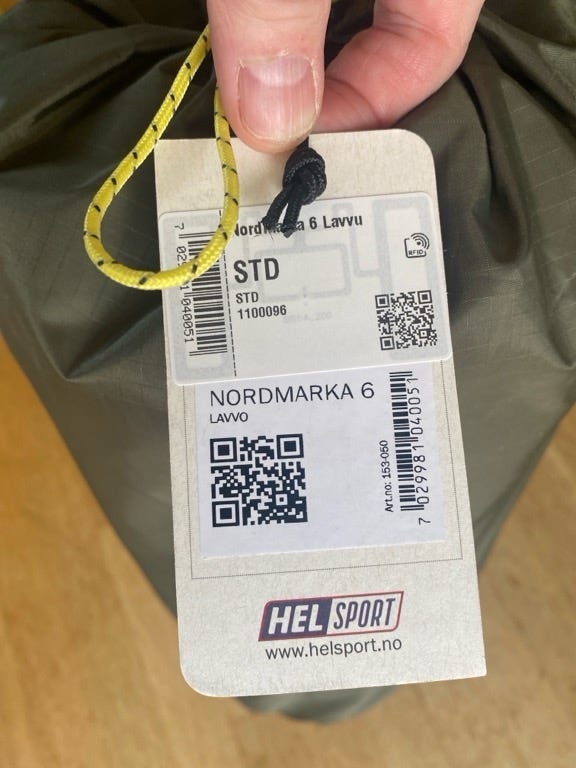 Nordmarka 6 Lavvu
STD
STD
1100096
RFID
NORDMARKA 6
LAVVO
Art.no: 153-050
7 029981 040051
HELSPORT
www.helsport.no